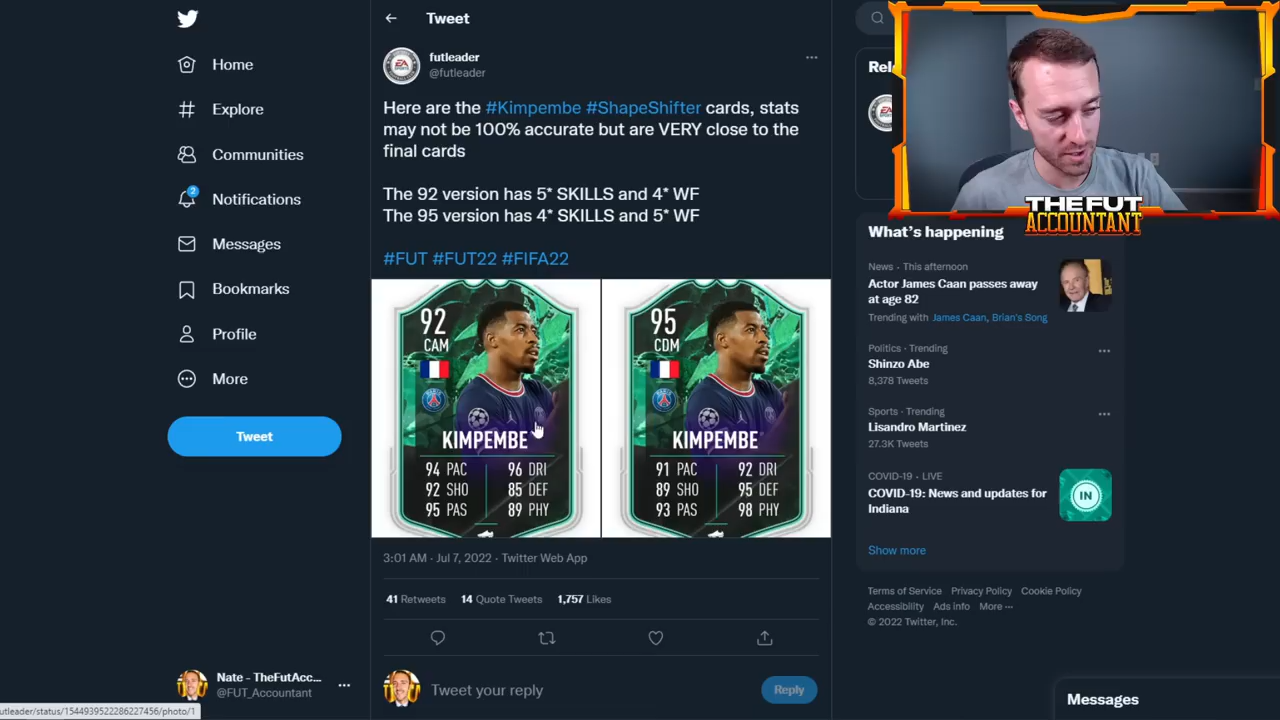 Home
Explore
Communities
2
Notifications
Messages
Bookmarks
Profile
More
Tweet
Nate - TheFutAcc...
@FUT_Accountant
utleader/status/1544939522286227456/photo/1
Tweet
futleader
@futleader
Here are the #Kimpembe #ShapeShifter cards, stats
may not be 100% accurate but are VERY close to the
final cards
The 92 version has 5* SKILLS and 4* WF
The 95 version has 4* SKILLS and 5* WF
#FUT #FUT22 #FIFA22
92
CAM
KIMPEMBE
94 PAC 96 DRI
92 SHO 85 DEF
95 PAS 89 PHY
95
CDM
KIMPEMBE
91 PAC 92 DRI
89 SHO 95 DEF
93 PAS 98 PHY
3:01 AM · Jul 7, 2022 · Twitter Web App
41 Retweets 14 Quote Tweets 1,757 Likes
Tweet your reply
Reply
Rel
THE FUT
ACCOUNTANT
What's happening
News · This afternoon
Actor James Caan passes away
at age 82
Trending with James Caan, Brian's Song
Politics · Trending
Shinzo Abe
8,378 Tweets
Sports · Trending
Lisandro Martinez
27.3K Tweets
COVID-19 · LIVE
COVID-19: News and updates for
Indiana
IN
Show more
Terms of Service Privacy Policy Cookie Policy
Accessibility Ads info More ···
© 2022 Twitter, Inc.
Messages